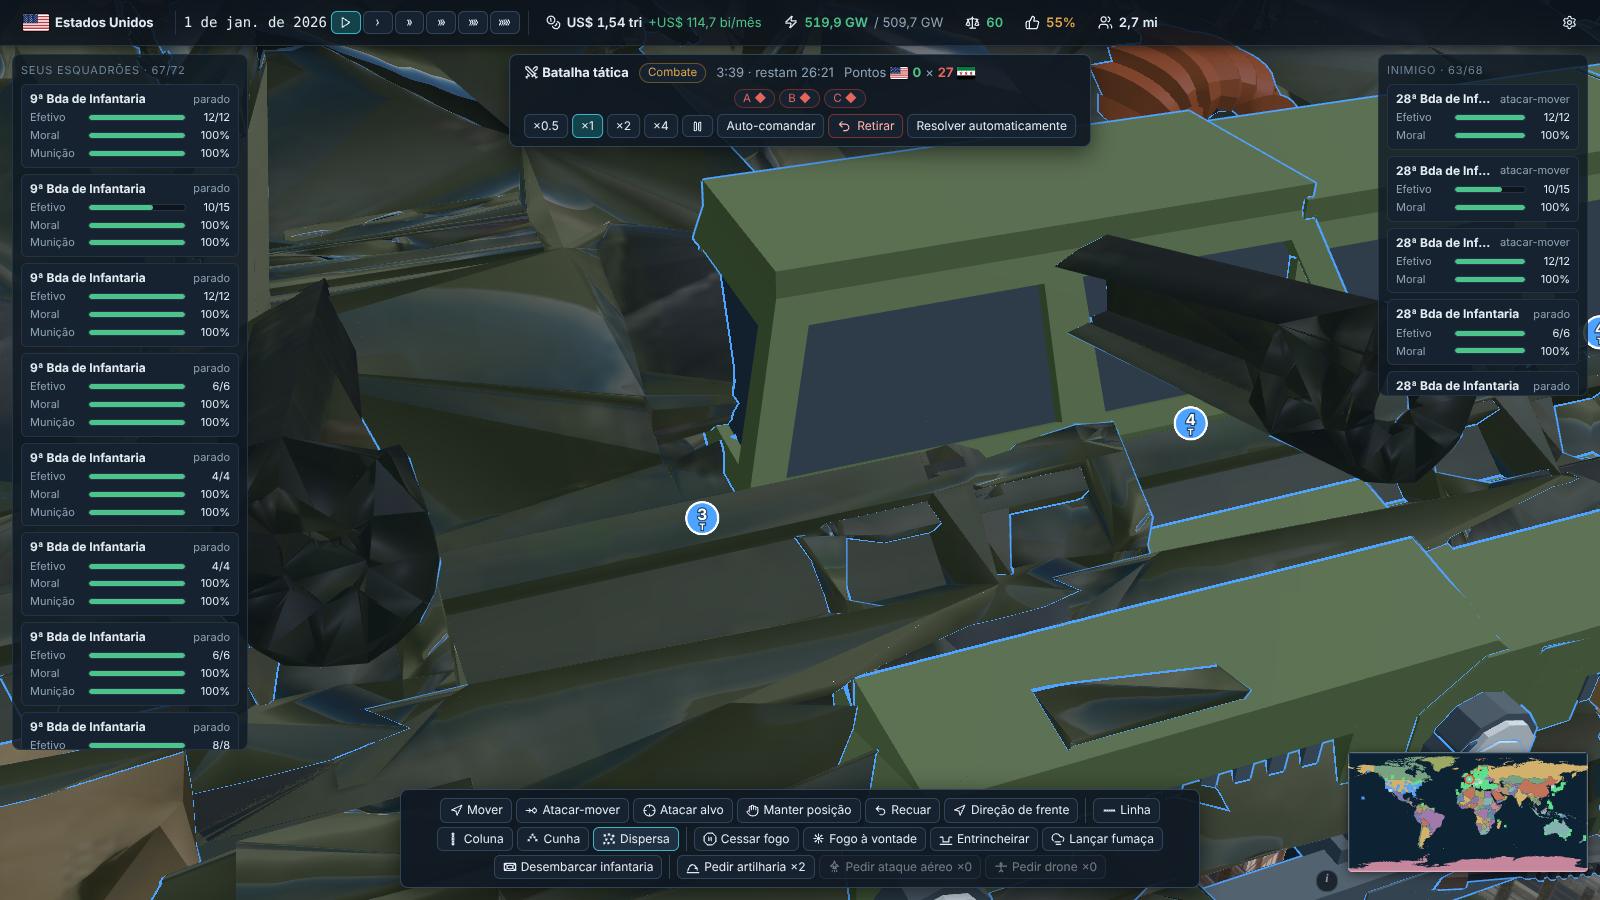 Estados Unidos
1 de jan. de 2026
US$ 1,54 tri +US$ 114,7 bi/mês
519,9 GW / 509,7 GW
60
55%
2,7 mi
SEUS ESQUADRÕES · 67/72
9ª Bda de Infantaria parado
Efetivo 12/12
Moral 100%
Munição 100%
9ª Bda de Infantaria parado
Efetivo 10/15
Moral 100%
Munição 100%
9ª Bda de Infantaria parado
Efetivo 12/12
Moral 100%
Munição 100%
9ª Bda de Infantaria parado
Efetivo 6/6
Moral 100%
Munição 100%
9ª Bda de Infantaria parado
Efetivo 4/4
Moral 100%
Munição 100%
9ª Bda de Infantaria parado
Efetivo 4/4
Moral 100%
Munição 100%
9ª Bda de Infantaria parado
Efetivo 6/6
Moral 100%
Munição 100%
9ª Bda de Infantaria parado
Efetivo 8/8
Batalha tática Combate 3:39 · restam 26:21 Pontos 0 × 27
A B C
×0.5 ×1 ×2 ×4 Auto-comandar Retirar Resolver automaticamente
INIMIGO · 63/68
28ª Bda de Inf... atacar-mover
Efetivo 12/12
Moral 100%
28ª Bda de Inf... atacar-mover
Efetivo 10/15
Moral 100%
28ª Bda de Inf... atacar-mover
Efetivo 12/12
Moral 100%
28ª Bda de Infantaria parado
Efetivo 6/6
Moral 100%
28ª Bda de Infantaria parado
4
T
3
T
Mover Atacar-mover Atacar alvo Manter posição Recuar Direção de frente Linha
Coluna Cunha Dispersa Cessar fogo Fogo à vontade Entrincheirar Lançar fumaça
Desembarcar infantaria Pedir artilharia ×2 Pedir ataque aéreo ×0 Pedir drone ×0
i